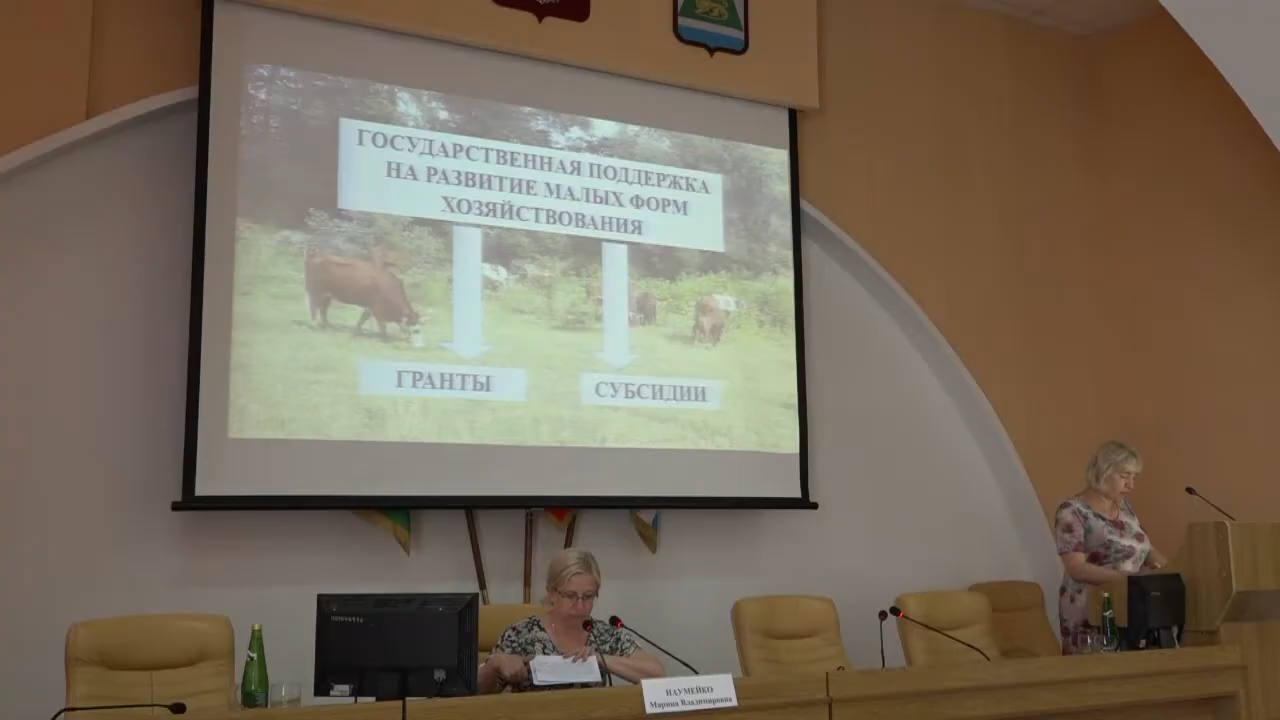 ГОСУДАРСТВЕННАЯ ПОДДЕРЖКА
НА РАЗВИТИЕ МАЛЫХ ФОРМ
ХОЗЯЙСТВОВАНИЯ
ГРАНТЫ
СУБСИДИИ
НАУМЕЙКО
Марина Владимировна